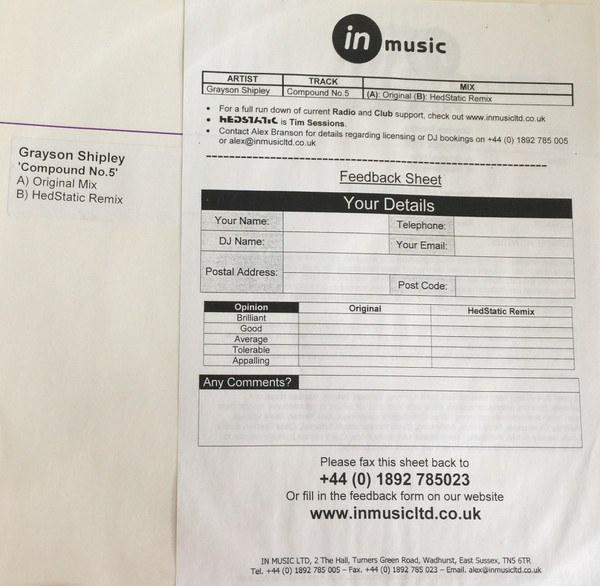 in music
ARTIST TRACK MIX
Grayson Shipley Compound No.5 (A): Original (B): HedStatic Remix
• For a full run down of current Radio and Club support, check out www.inmusicltd.co.uk
• HEDSTATIC is Tim Sessions.
• Contact Alex Branson for details regarding licensing or DJ bookings on +44 (0) 1892 785 005
or alex@inmusicltd.co.uk
Grayson Shipley
'Compound No.5'
A) Original Mix
B) HedStatic Remix
Feedback Sheet
Your Details
Your Name: Telephone:
DJ Name: Your Email:
Postal Address:
Post Code:
Opinion Original HedStatic Remix
Brilliant
Good
Average
Tolerable
Appalling
Any Comments?
Please fax this sheet back to
+44 (0) 1892 785023
Or fill in the feedback form on our website
www.inmusicltd.co.uk
IN MUSIC LTD, 2 The Hall, Turners Green Road, Wadhurst, East Sussex, TN5 6TR
Tel. +44 (0) 1892 785 005 – Fax. +44 (0) 1892 785 023 – Email. alex@inmusicltd.co.uk